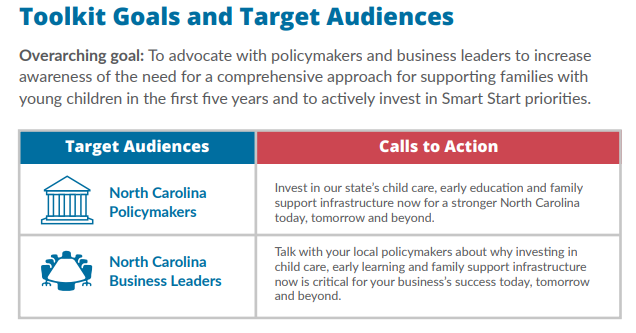 Toolkit Goals and Target Audiences
Overarching goal: To advocate with policymakers and business leaders to increase
awareness of the need for a comprehensive approach for supporting families with
young children in the first five years and to actively invest in Smart Start priorities.
Target Audiences
Calls to Action
North Carolina
Policymakers
Invest in our state's child care, early education and family
support infrastructure now for a stronger North Carolina
today, tomorrow and beyond.
North Carolina
Business Leaders
Talk with your local policymakers about why investing in
child care, early learning and family support infrastructure
now is critical for your business's success today, tomorrow
and beyond.